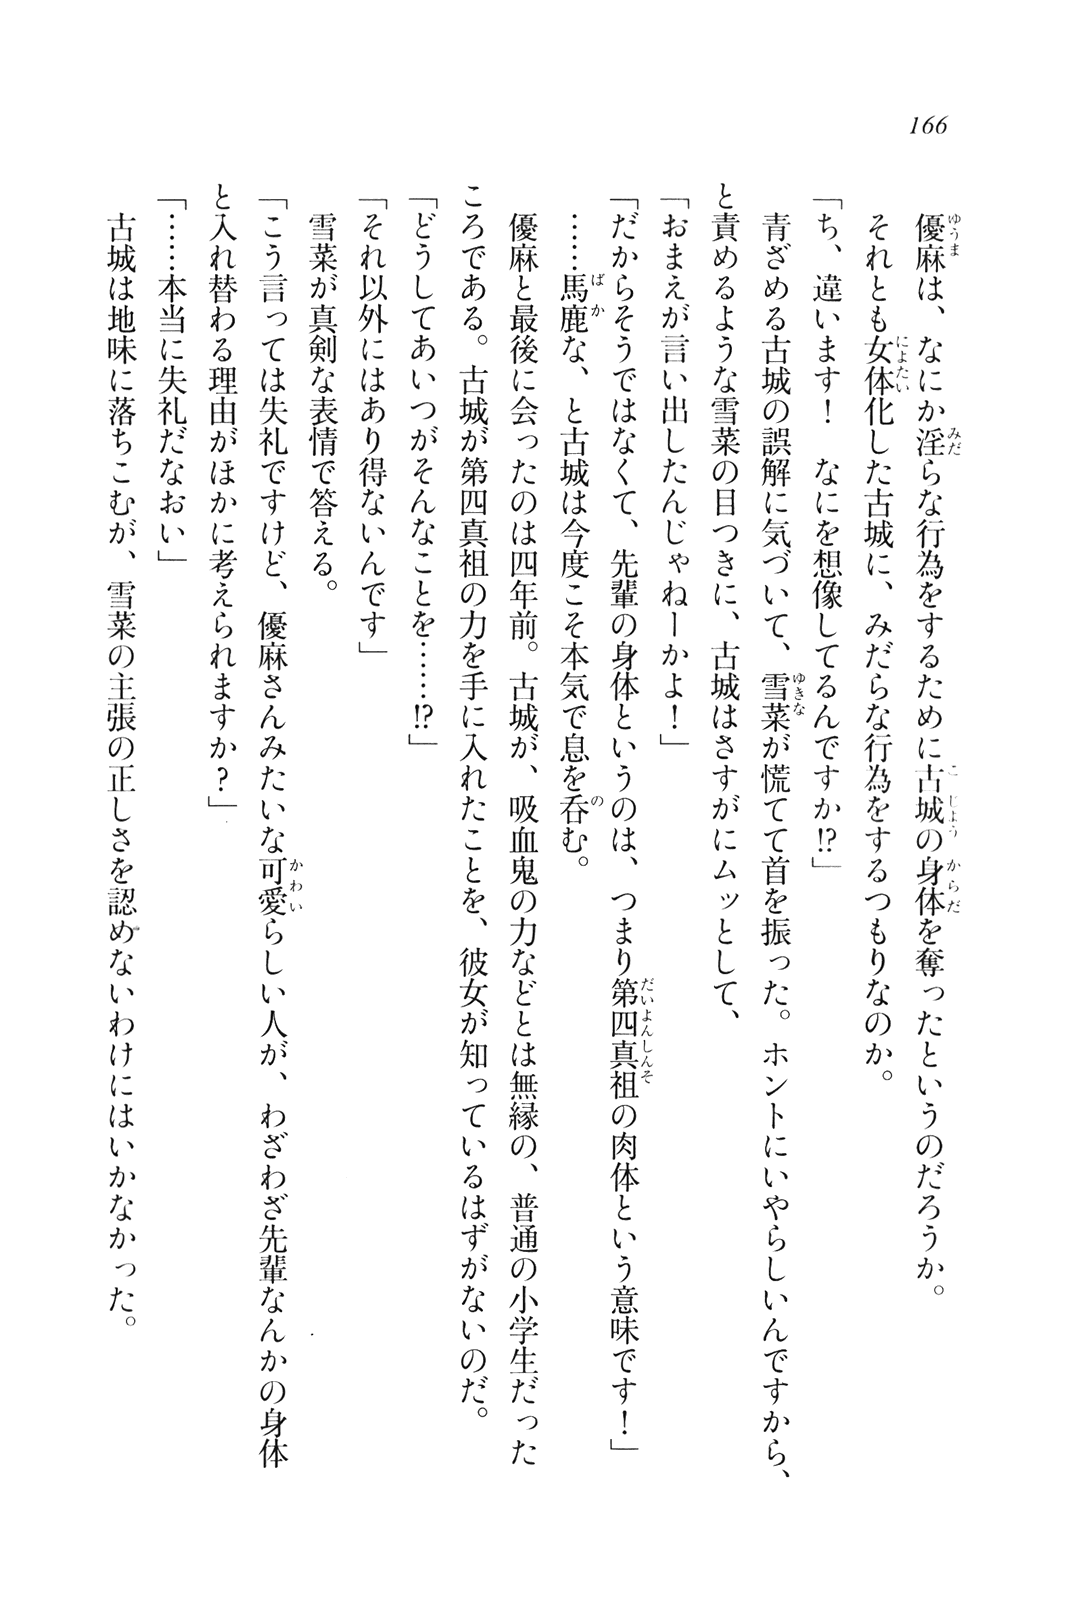 166
優麻は、なにか淫らな行為をするために古城の身体を奪ったというのだろうか。
それとも女体化した古城に、みだらな行為をするつもりなのか。
「ち、違います！　なにを想像してるんですか!?」
青ざめる古城の誤解に気づいて、雪菜が慌てて首を振った。ホントにいやらしいんですから、
と責めるような雪菜の目つきに、古城はさすがにムッとして、
「おまえが言い出したんじゃねーかよ！」
「だからそうではなくて、先輩の身体というのは、つまり第四真祖の肉体という意味です！」
……馬鹿な、と古城は今度こそ本気で息を呑む。
優麻と最後に会ったのは四年前。古城が、吸血鬼の力などとは無縁の、普通の小学生だった
ころである。古城が第四真祖の力を手に入れたことを、彼女が知っているはずがないのだ。
「どうしてあいつがそんなことを……!?」
「それ以外にはあり得ないんです」
雪菜が真剣な表情で答える。
「こう言っては失礼ですけど、優麻さんみたいな可愛らしい人が、わざわざ先輩なんかの身体
と入れ替わる理由がほかに考えられますか？」
「……本当に失礼だなおい」
古城は地味に落ちこむが、雪菜の主張の正しさを認めないわけにはいかなかった。